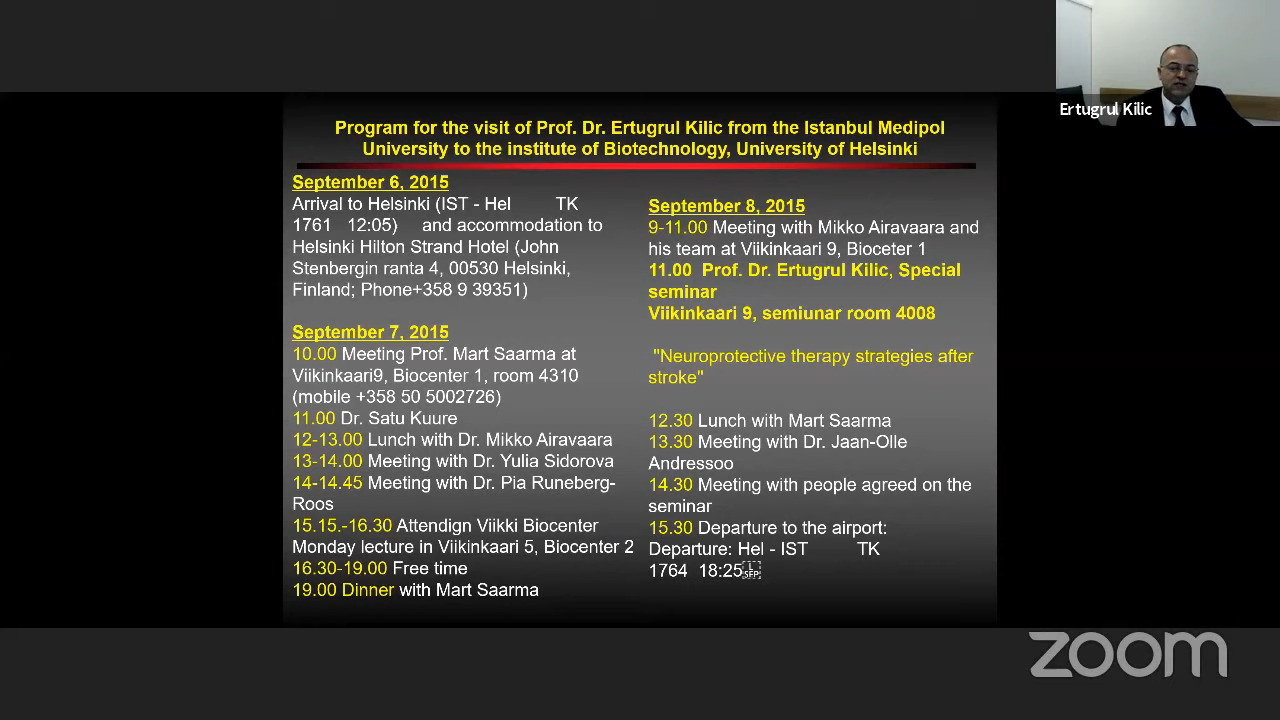 Ertugrul Kilic
Program for the visit of Prof. Dr. Ertugrul Kilic from the Istanbul Medipol
University to the institute of Biotechnology, University of Helsinki
September 6, 2015
Arrival to Helsinki (IST - Hel TK
1761 12:05) and accommodation to
Helsinki Hilton Strand Hotel (John
Stenbergin ranta 4, 00530 Helsinki,
Finland; Phone+358 9 39351)
September 7, 2015
10.00 Meeting Prof. Mart Saarma at
Viikinkaari9, Biocenter 1, room 4310
(mobile +358 50 5002726)
11.00 Dr. Satu Kuure
12-13.00 Lunch with Dr. Mikko Airavaara
13-14.00 Meeting with Dr. Yulia Sidorova
14-14.45 Meeting with Dr. Pia Runeberg-
Roos
15.15.-16.30 Attendign Viikki Biocenter
Monday lecture in Viikinkaari 5, Biocenter 2
16.30-19.00 Free time
19.00 Dinner with Mart Saarma
September 8, 2015
9-11.00 Meeting with Mikko Airavaara and
his team at Viikinkaari 9, Bioceter 1
11.00 Prof. Dr. Ertugrul Kilic, Special
seminar
Viikinkaari 9, semiunar room 4008
"Neuroprotective therapy strategies after
stroke"
12.30 Lunch with Mart Saarma
13.30 Meeting with Dr. Jaan-Olle
Andressoo
14.30 Meeting with people agreed on the
seminar
15.30 Departure to the airport:
Departure: Hel - IST TK
1764 18:25 L SEP
zoom